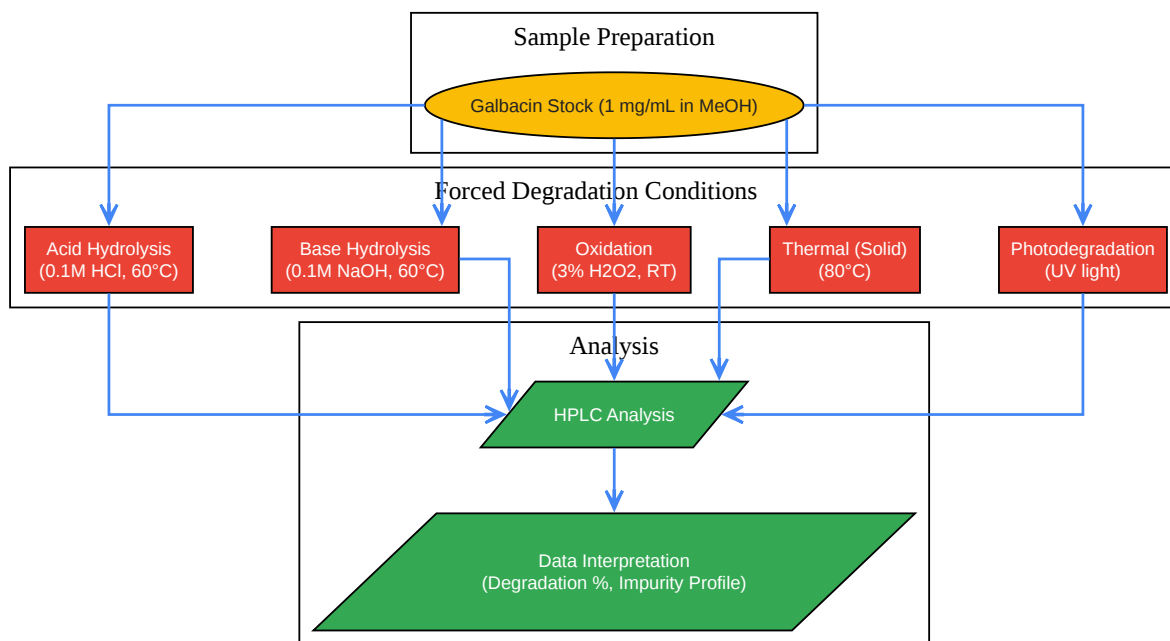 Sample Preparation
Galbacin Stock (1 mg/mL in MeOH)
Forced Degradation Conditions
Acid Hydrolysis
(0.1M HCl, 60°C)
Base Hydrolysis
(0.1M NaOH, 60°C)
Oxidation
(3% H2O2, RT)
Thermal (Solid)
(80°C)
Photodegradation
(UV light)
Analysis
HPLC Analysis
Data Interpretation
(Degradation %, Impurity Profile)